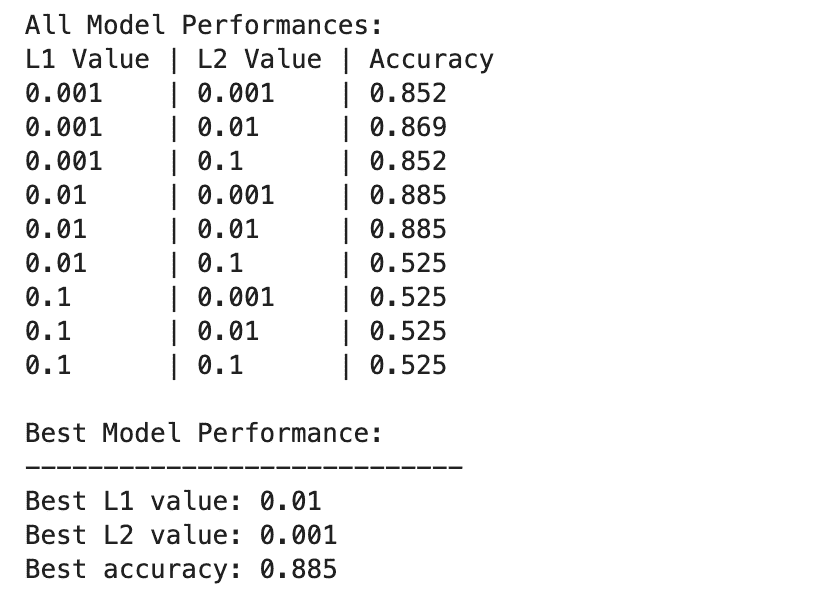 All Model Performances:
L1 Value | L2 Value | Accuracy
0.001    | 0.001    | 0.852
0.001    | 0.01     | 0.869
0.001    | 0.1      | 0.852
0.01     | 0.001    | 0.885
0.01     | 0.01     | 0.885
0.01     | 0.1      | 0.525
0.1      | 0.001    | 0.525
0.1      | 0.01     | 0.525
0.1      | 0.1      | 0.525
Best Model Performance:
----------------------------
Best L1 value: 0.01
Best L2 value: 0.001
Best accuracy: 0.885